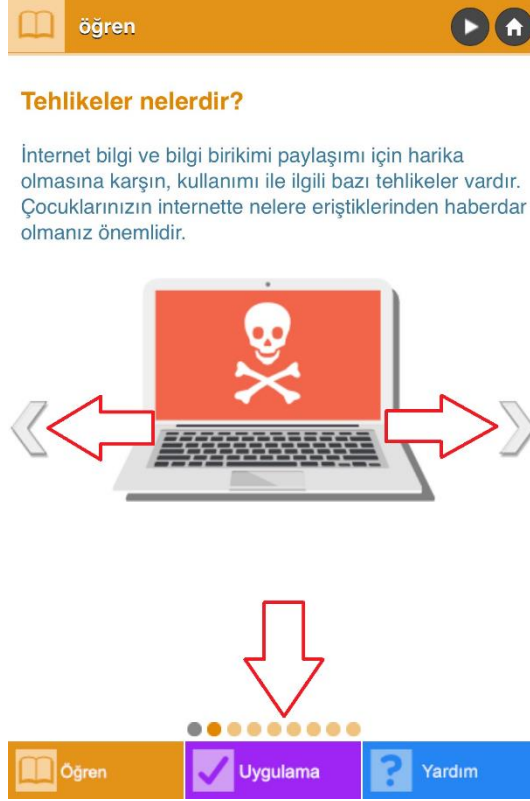 öğren
Tehlikeler nelerdir?
İnternet bilgi ve bilgi birikimi paylaşımı için harika
olmasına karşın, kullanımı ile ilgili bazı tehlikeler vardır.
Çocuklarınızın internette nelere eriştiklerinden haberdar
olmanız önemlidir.
Öğren
Uygulama
? Yardım